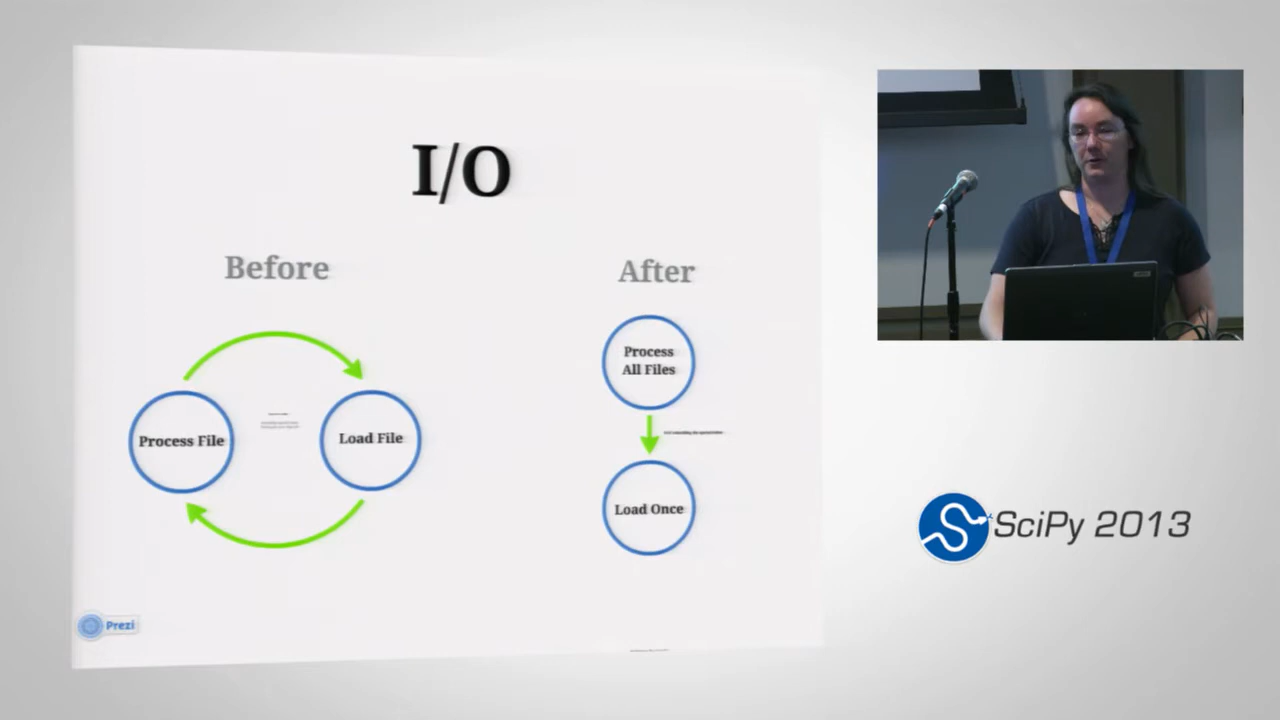 I/O
Before
After
Process
All Files
Process File
Load File
Load Once
Prezi
SciPy 2013